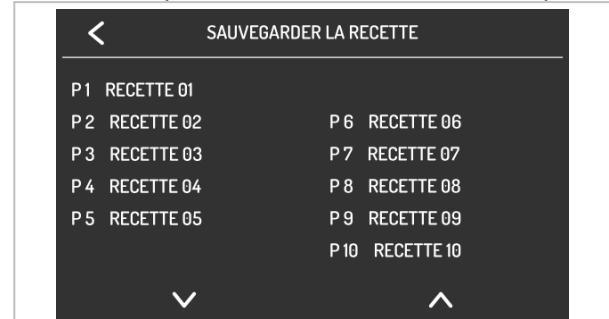 SAUVEGARDER LA RECETTE
P1 RECETTE 01
P2 RECETTE 02
P3 RECETTE 03
P4 RECETTE 04
P5 RECETTE 05
P6 RECETTE 06
P7 RECETTE 07
P8 RECETTE 08
P9 RECETTE 09
P10 RECETTE 10